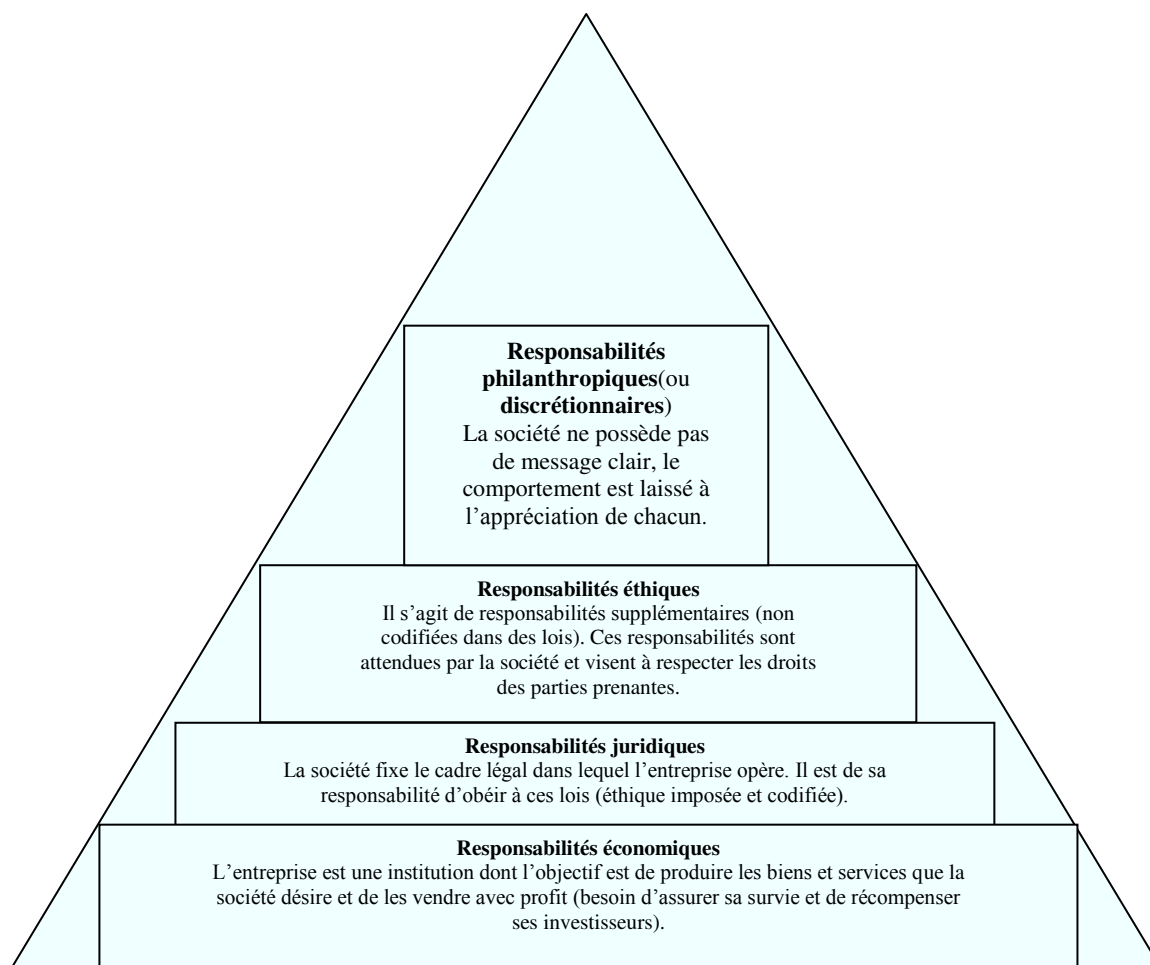 Responsabilités
philanthropiques(ou
discrétionnaires)
La société ne possède pas
de message clair, le
comportement est laissé à
l’appréciation de chacun.
Responsabilités éthiques
Il s’agit de responsabilités supplémentaires (non
codifiées dans des lois). Ces responsabilités sont
attendues par la société et visent à respecter les droits
des parties prenantes.
Responsabilités juridiques
La société fixe le cadre légal dans lequel l’entreprise opère. Il est de sa
responsabilité d’obéir à ces lois (éthique imposée et codifiée).
Responsabilités économiques
L’entreprise est une institution dont l’objectif est de produire les biens et services que la
société désire et de les vendre avec profit (besoin d’assurer sa survie et de récompenser
ses investisseurs).